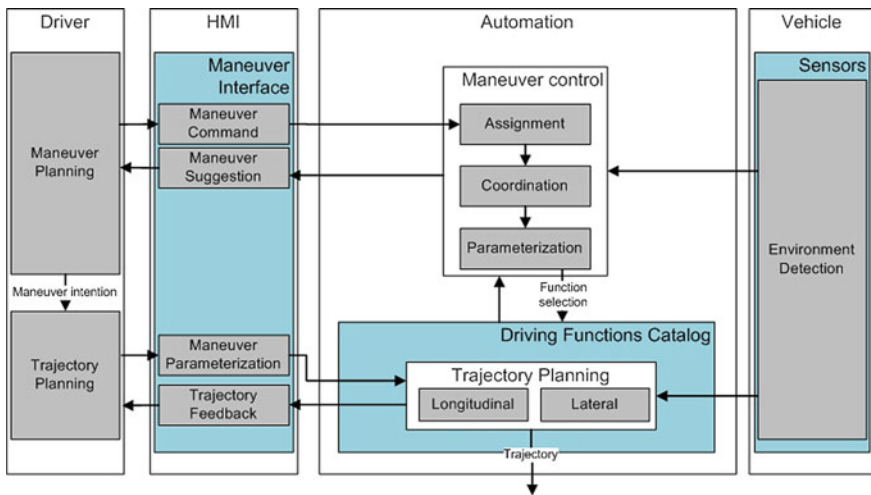 Driver
HMI
Automation
Vehicle
Maneuver
Interface
Sensors
Maneuver control
Maneuver
Planning
Maneuver
Command
Maneuver
Suggestion
Assignment
Coordination
Parameterization
Environment
Detection
Maneuver intention
Function
selection
Driving Functions Catalog
Trajectory
Planning
Maneuver
Parameterization
Trajectory
Feedback
Trajectory Planning
Longitudinal
Lateral
Trajectory